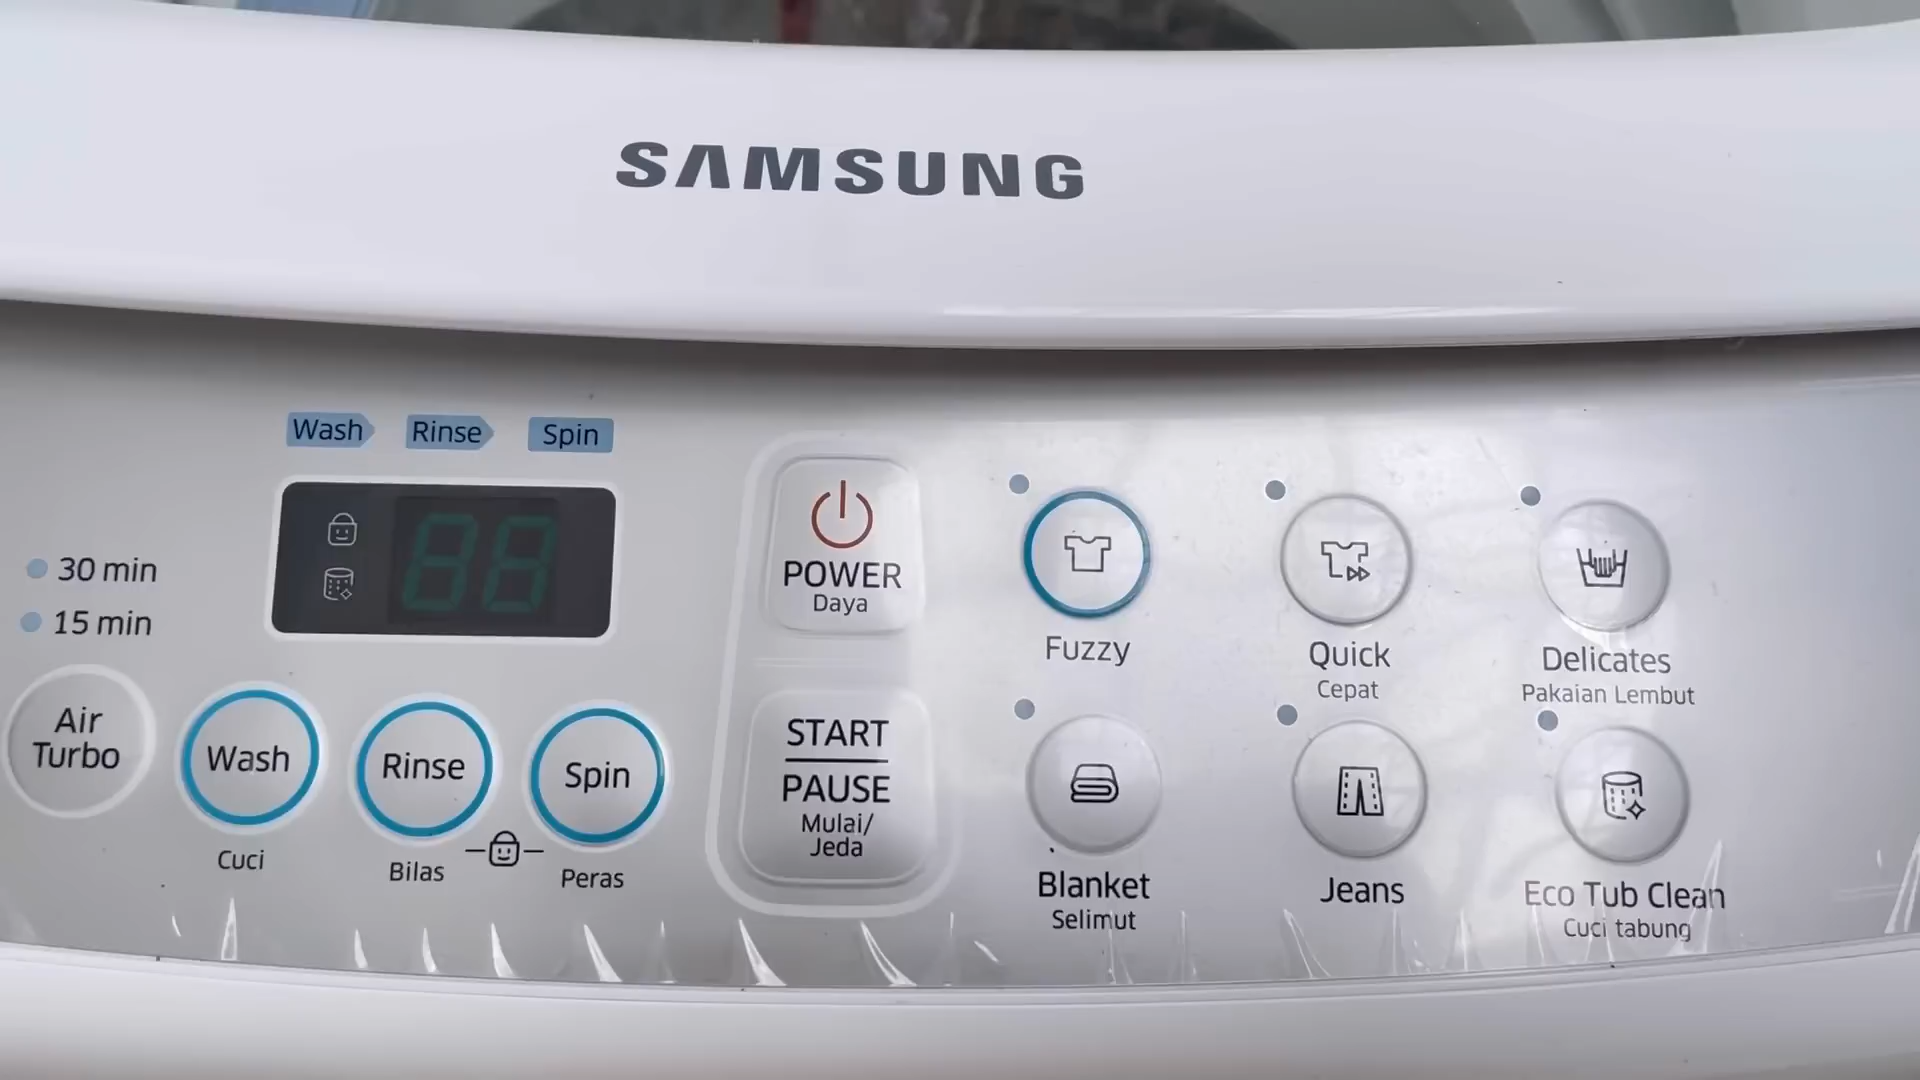 SAMSUNG
Wash
Rinse
Spin
88
30 min
15 min
Air
Turbo
Wash
Cuci
Rinse
Bilas
Spin
Peras
POWER
Daya
START
PAUSE
Mulai/
Jeda
Fuzzy
Quick
Cepat
Delicates
Pakaian Lembut
Blanket
Selimut
Jeans
Eco Tub Clean
Cuci tabung